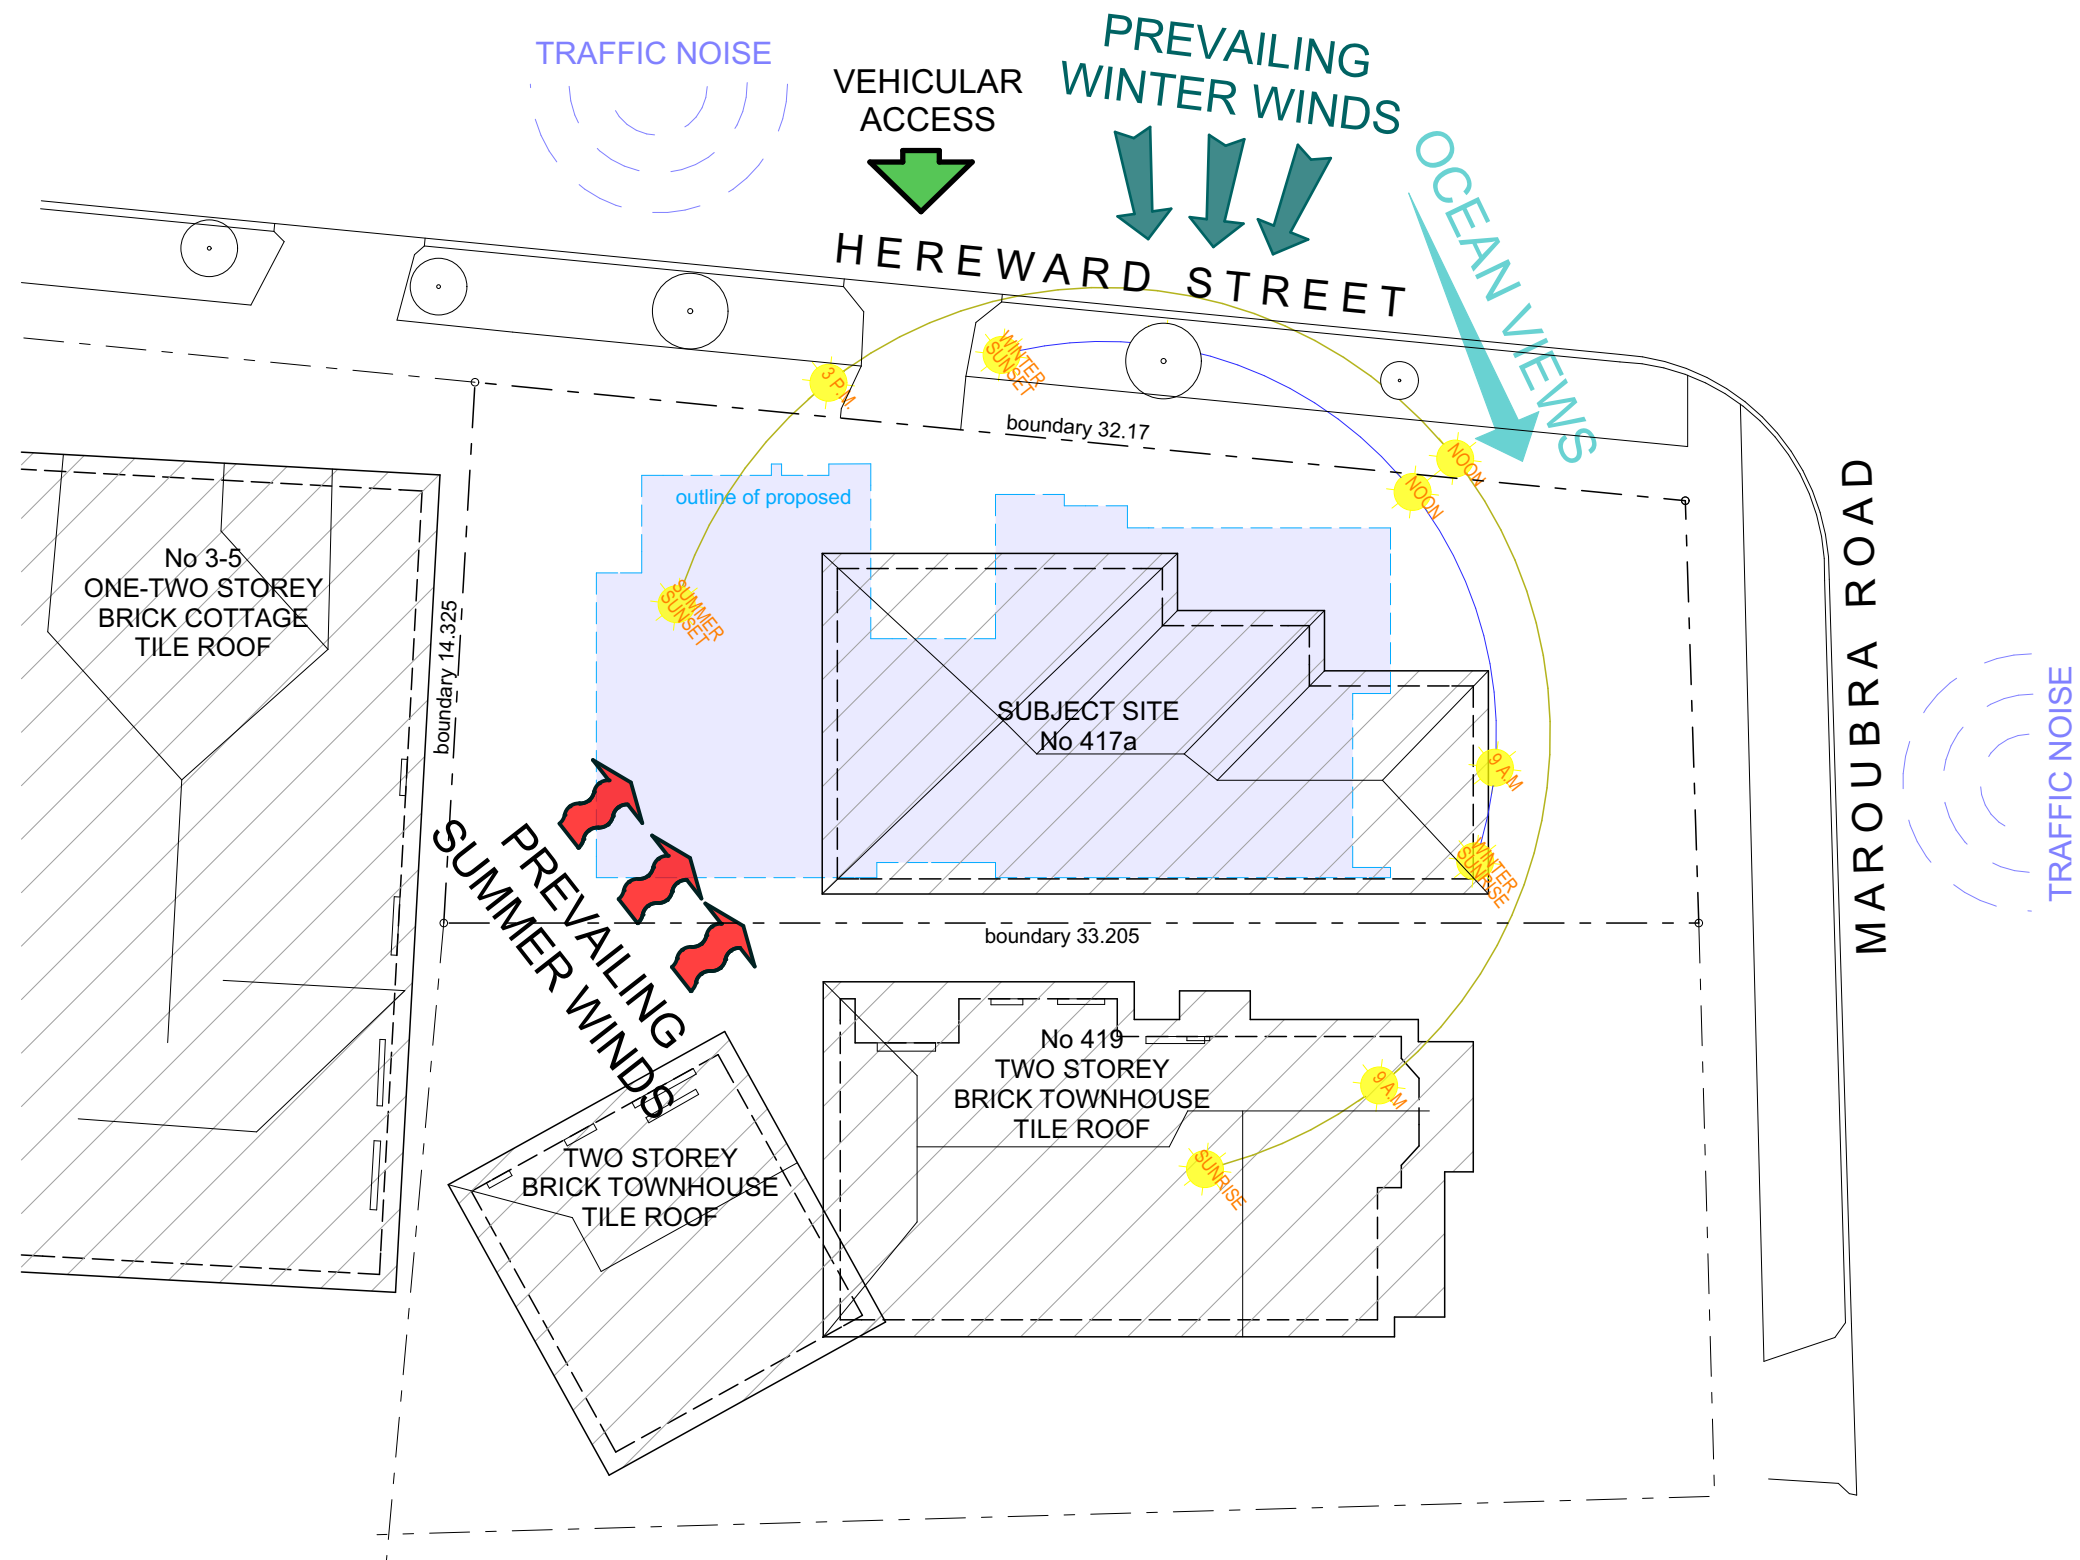 TRAFFIC NOISE
VEHICULAR
ACCESS
PREVAILING
WINTER WINDS
OCEAN VIEWS
HEREWARD STREET
WINTER
SUNSET
3 P.M.
boundary 32.17
NOON
NOON
outline of proposed
No 3-5
ONE-TWO STOREY
BRICK COTTAGE
TILE ROOF
boundary 14.325
SUMMER
SUNSET
SUBJECT SITE
No 417a
9 A.M
WINTER
SUNRISE
MAROUBRA ROAD
TRAFFIC NOISE
PREVAILING
SUMMER WINDS
boundary 33.205
No 419
TWO STOREY
BRICK TOWNHOUSE
TILE ROOF
9 A.M
SUNRISE
TWO STOREY
BRICK TOWNHOUSE
TILE ROOF